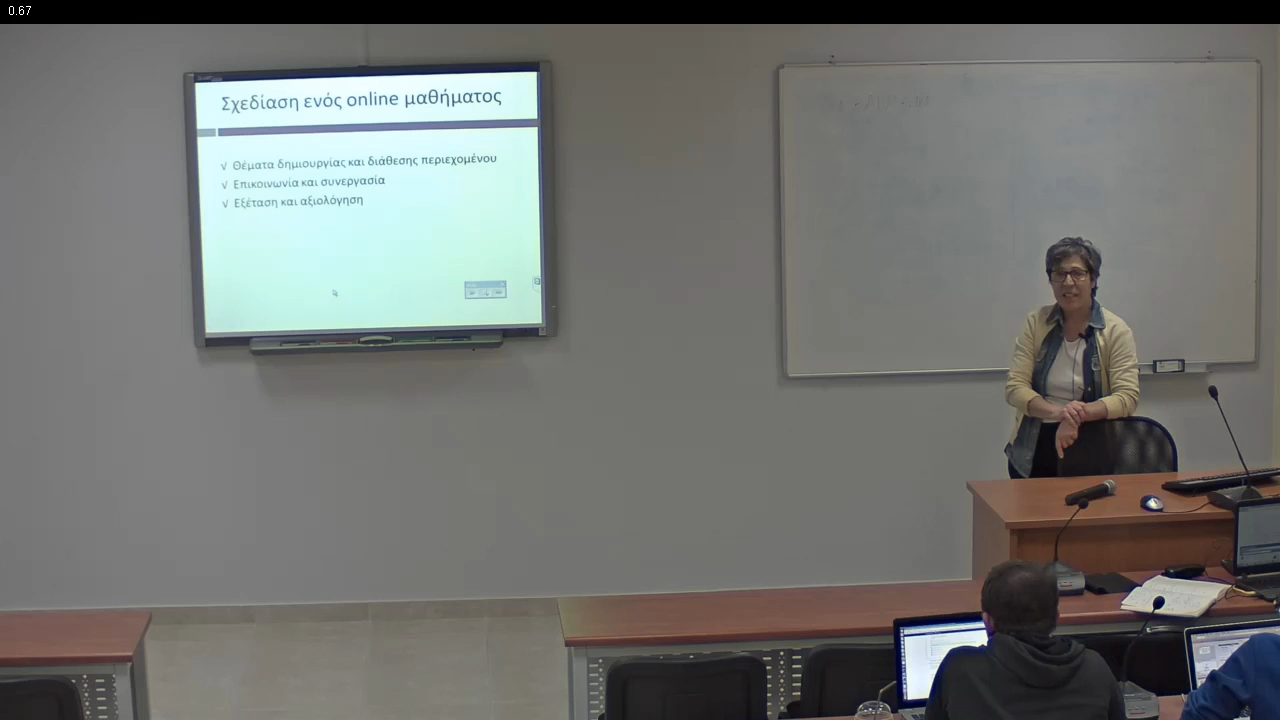 0.67
Σχεδίαση ενός online μαθήματος
√ Θέματα δημιουργίας και διάθεσης περιεχομένου
√ Επικοινωνία και συνεργασία
√ Εξέταση και αξιολόγηση